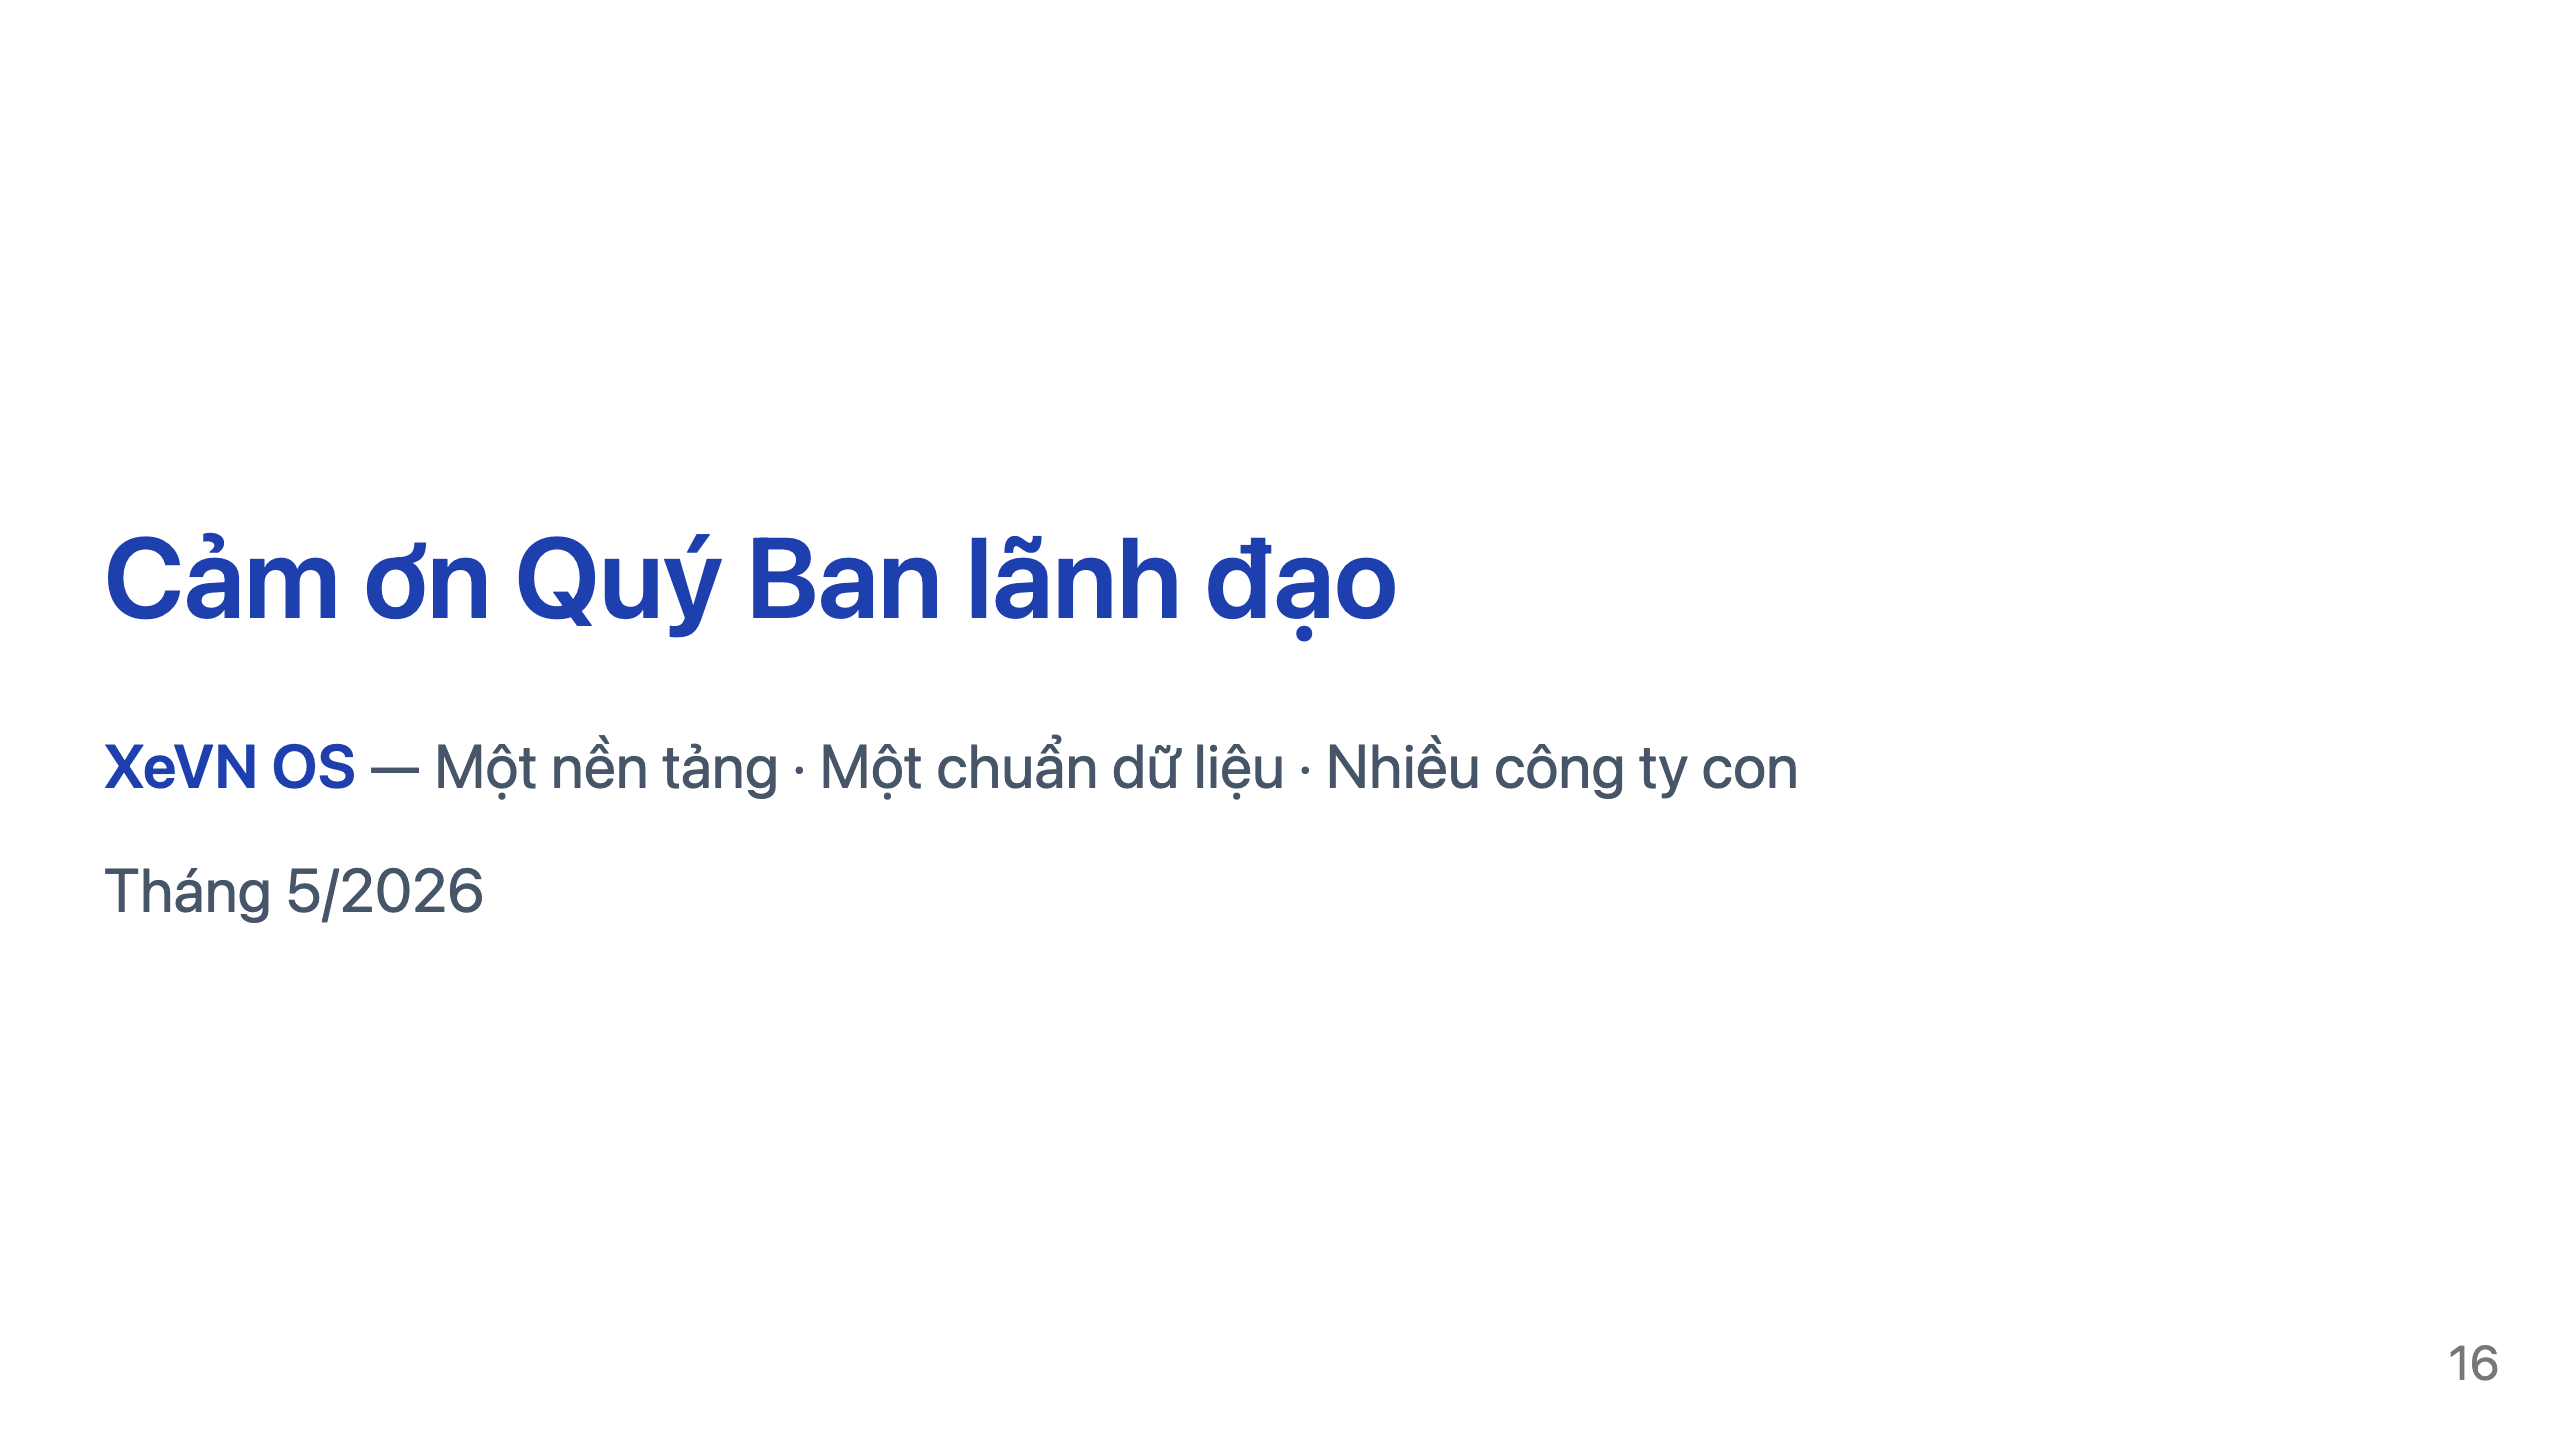 Cảm ơn Quý Ban lãnh đạo
XeVN OS — Một nền tảng · Một chuẩn dữ liệu · Nhiều công ty con
Tháng 5/2026
16